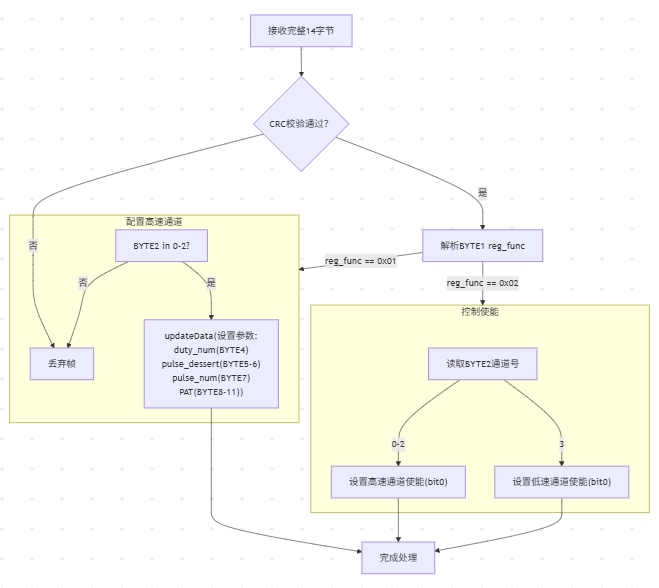 接收完整14字节
CRC校验通过?
是
配置高速通道
BYTE2 in 0-2?
解析BYTE1 reg_func
否
reg_func == 0x01
否
是
reg_func == 0x02
控制使能
updateData(设置参数:
duty_num(BYTE4)
pulse_dessert(BYTE5-6)
pulse_num(BYTE7)
PAT(BYTE8-11))
丢弃帧
读取BYTE2通道号
0-2
3
设置高速通道使能(bit0)
设置低速通道使能(bit0)
完成处理